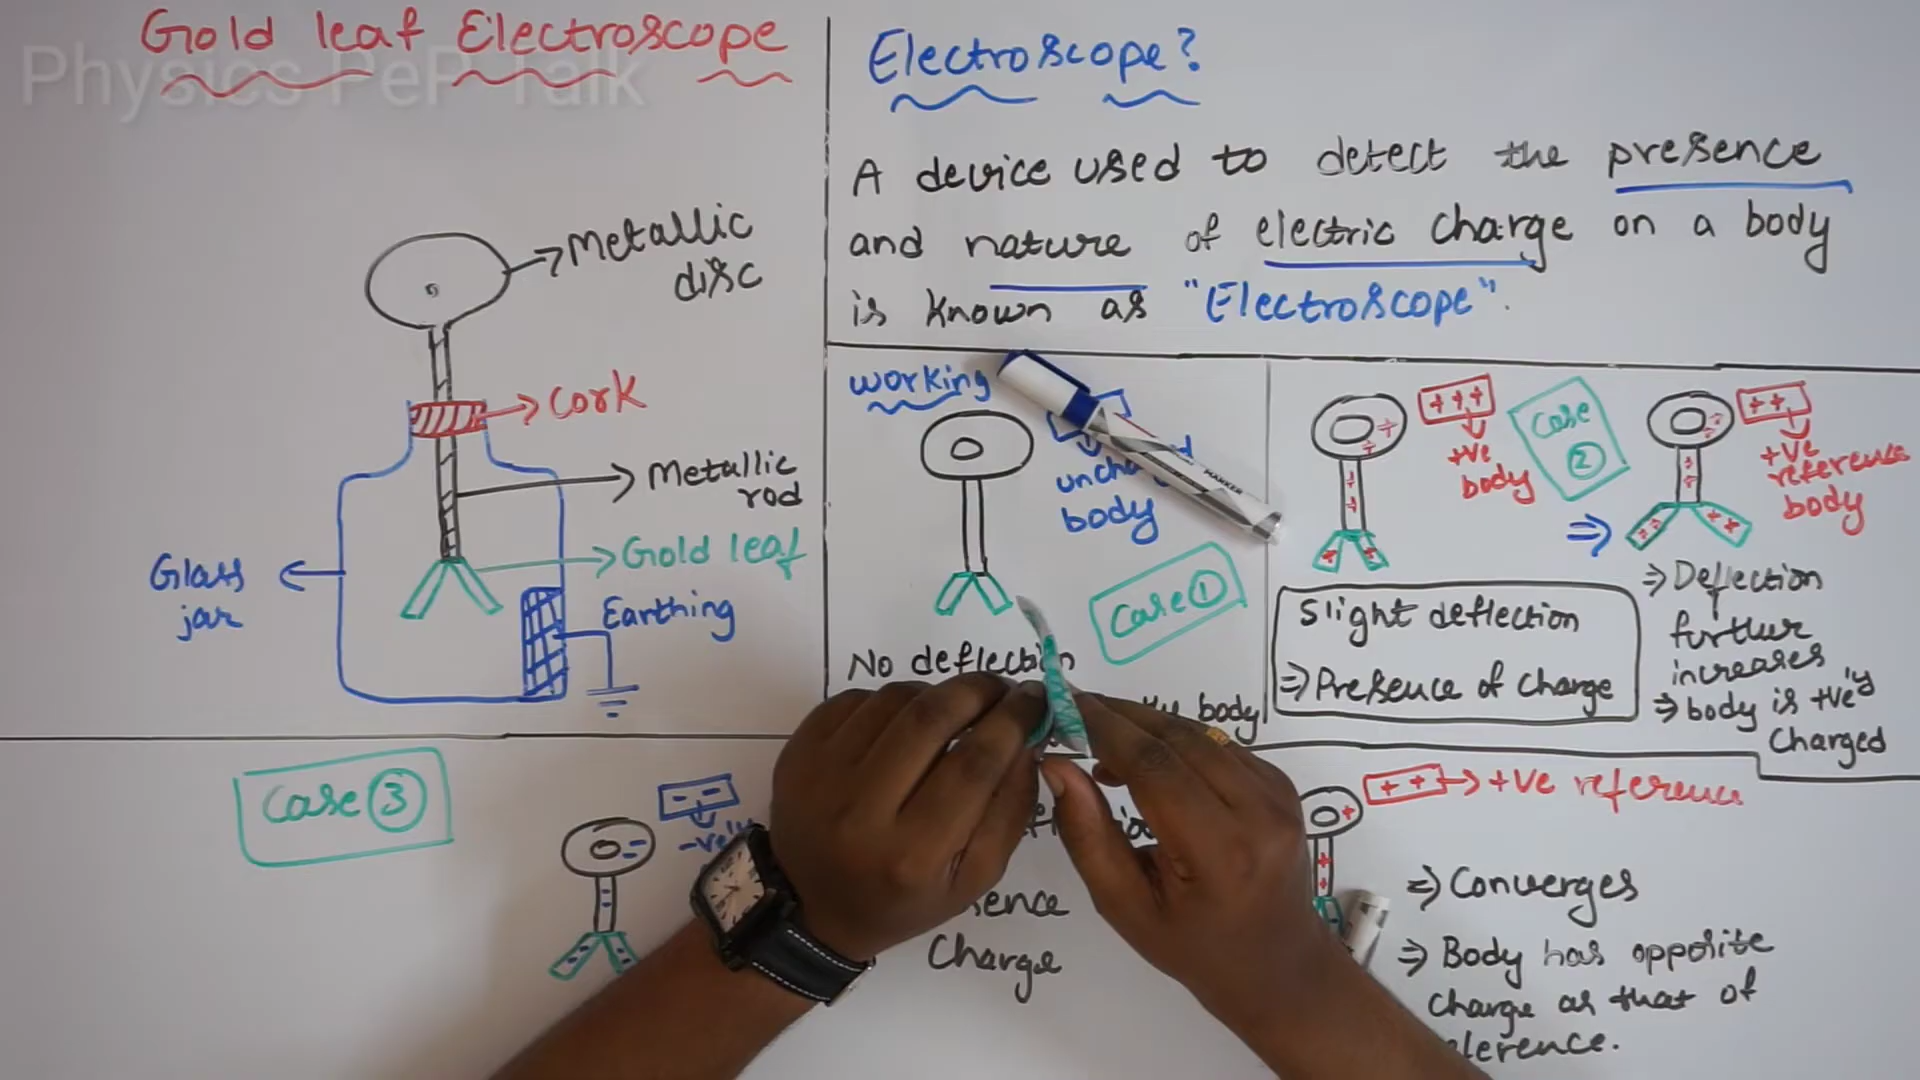 Gold leaf Electroscope
Physics PeP Talk
Metallic
disc
Cork
Metallic
rod
Gold leaf
Glass
jar
Earthing
Electroscope?
A device used to detect the presence
and nature of electric charge on a body
is known as "Electroscope".
working
body
Case 1
No deflection
body
MARKER
+ + +
+ve
body
Case
2
+ +
+ve
reference
body
Slight deflection
⇒ Presence of charge
⇒ Deflection
further
increases
⇒ body is +ve'ly
Charged
Case 3
- -
Charge
+ + → +ve reference
⇒ Converges
⇒ Body has opposite
charge as that of